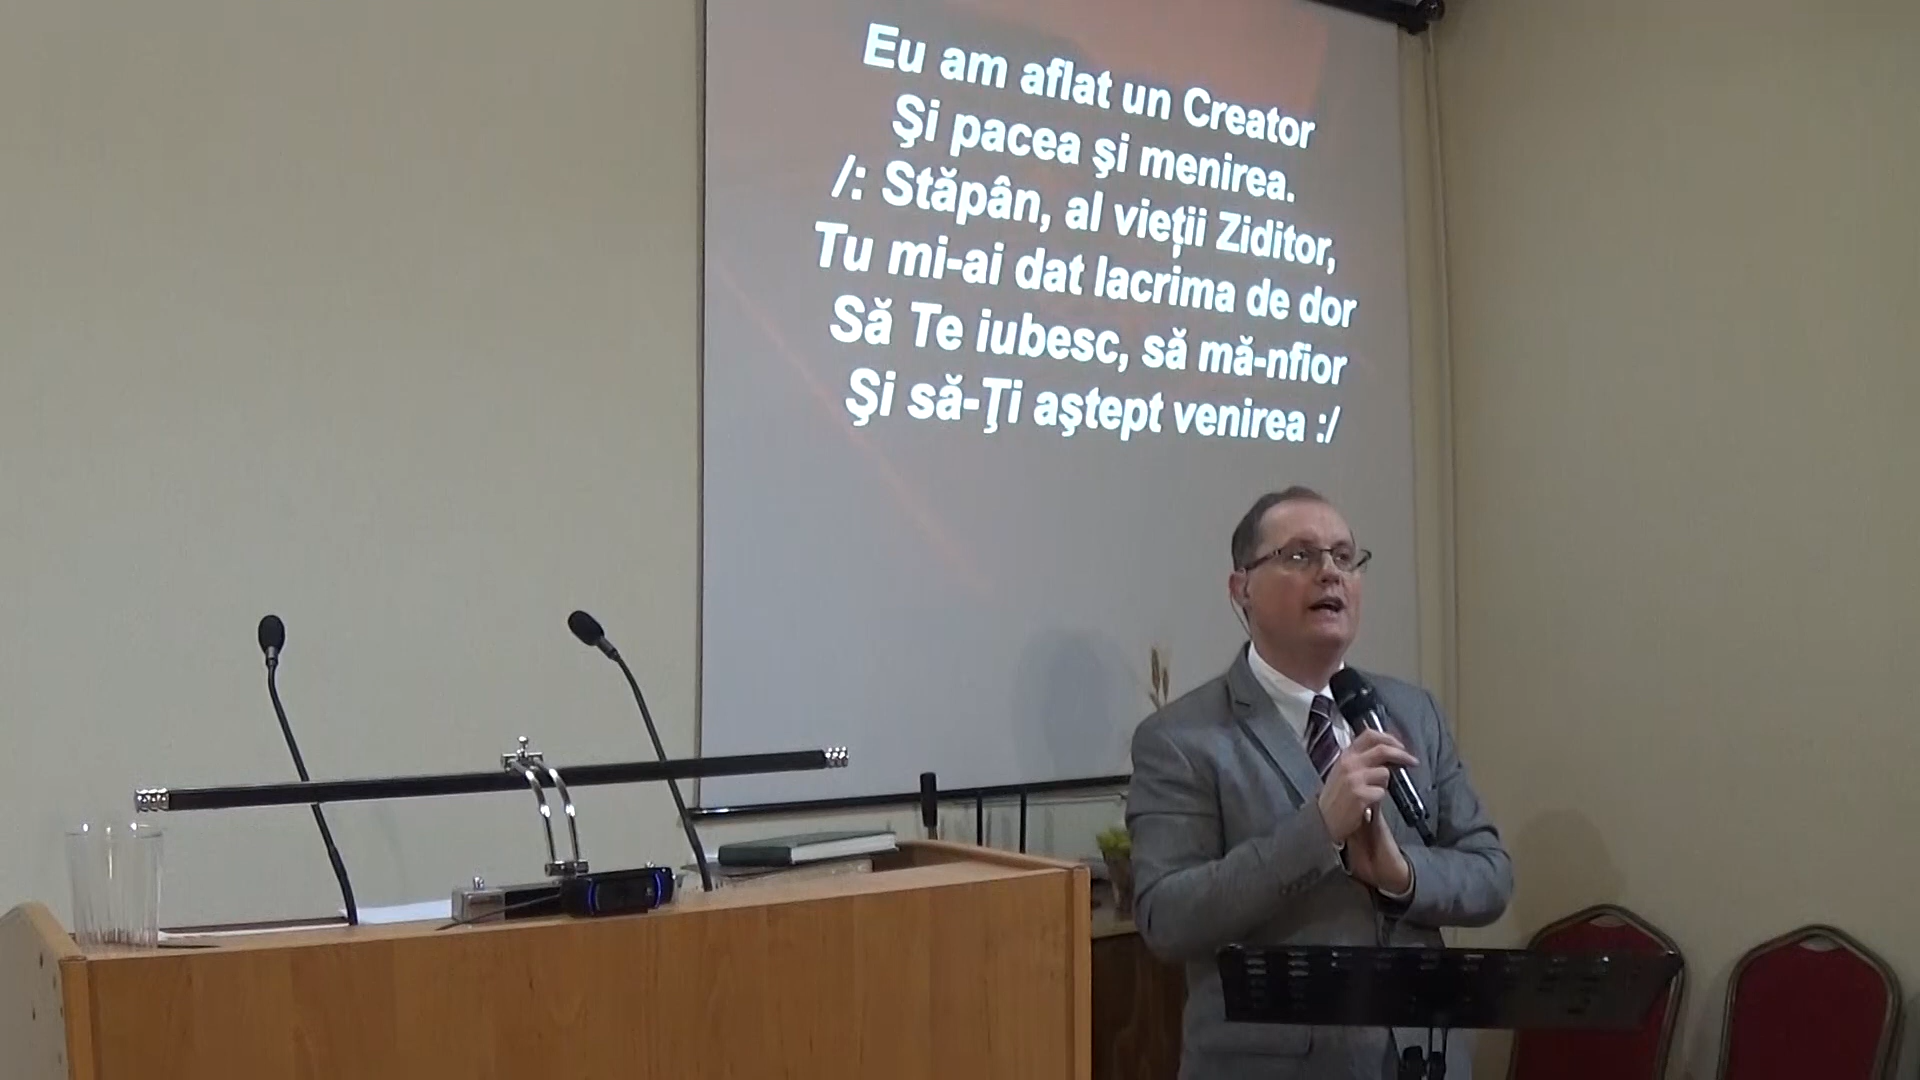 Eu am aflat un Creator
Şi pacea şi menirea.
/: Stăpân, al vieții Ziditor,
Tu mi-ai dat lacrima de dor
Să Te iubesc, să mă-nfior
Şi să-Ţi aştept venirea :/